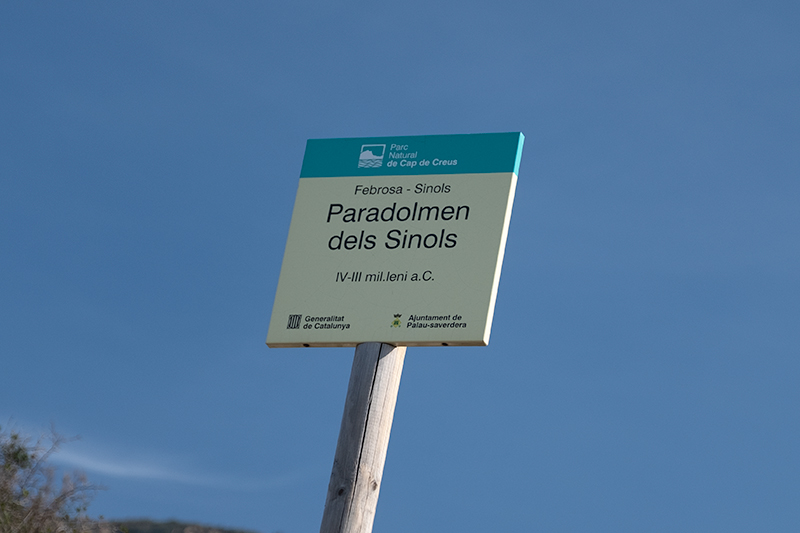 Parc
Natural
de Cap de Creus
Febrosa - Sinols
Paradolmen
dels Sinols
IV-III mil.leni a.C.
Generalitat
de Catalunya
Ajuntament de
Palau-saverdera